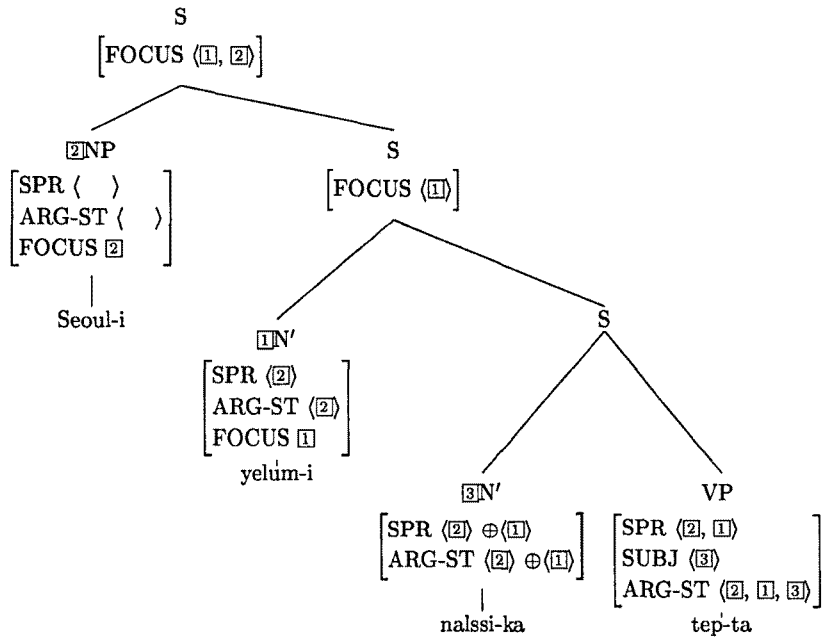 S
[FOCUS ⟨1, 2⟩]
2NP
S
[SPR ⟨ ⟩
ARG-ST ⟨ ⟩
FOCUS 2]
[FOCUS ⟨1⟩]
Seoul-i
1N′
S
[SPR ⟨2⟩
ARG-ST ⟨2⟩
FOCUS 1]
yelum-i
3N′
VP
[SPR ⟨2⟩ ⊕⟨1⟩
ARG-ST ⟨2⟩ ⊕⟨1⟩]
[SPR ⟨2, 1⟩
SUBJ ⟨3⟩
ARG-ST ⟨2, 1, 3⟩]
nalssi-ka
tep-ta